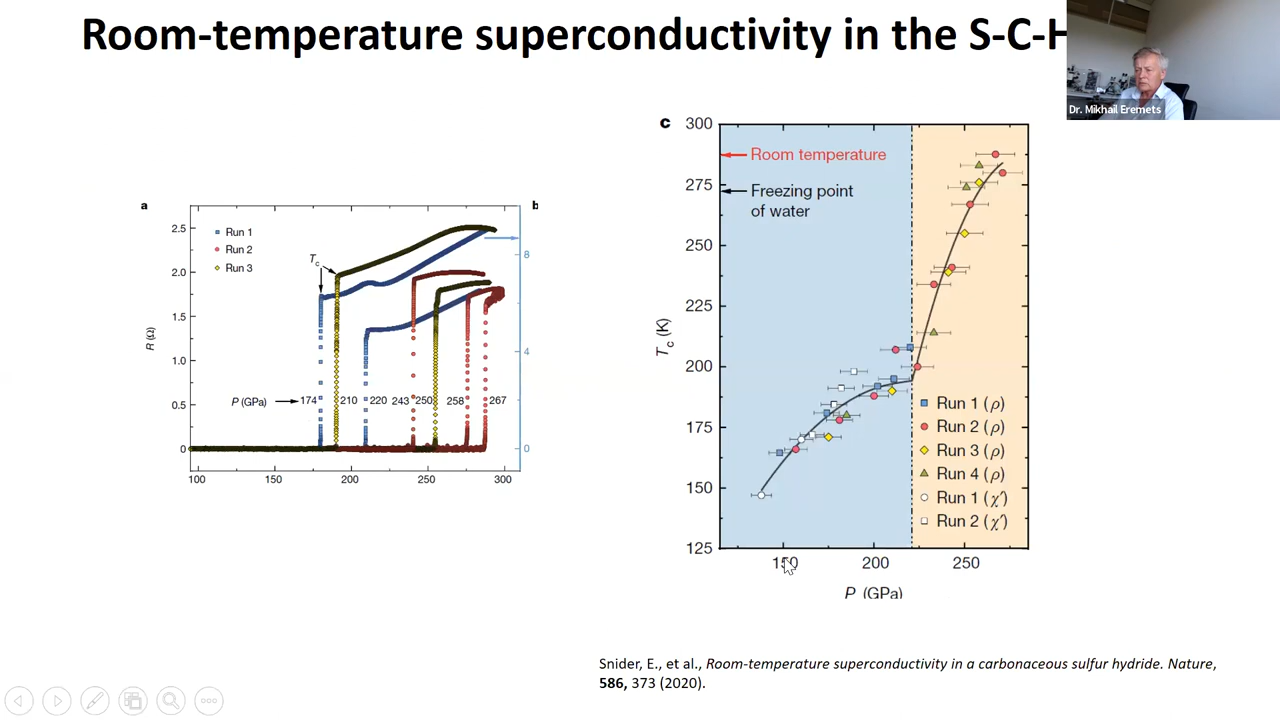 Room-temperature superconductivity in the S-C-H
Dr. Mikhail Eremets
a
b
2.5
2.0
1.5
1.0
0.5
0
R (Ω)
Run 1
Run 2
Run 3
Tc
P (GPa) 174 210 220 243 250 258 267
8
4
0
100 150 200 250 300
c
300
275
250
225
200
175
150
125
Tc (K)
Room temperature
Freezing point
of water
Run 1 (ρ)
Run 2 (ρ)
Run 3 (ρ)
Run 4 (ρ)
Run 1 (χ′)
Run 2 (χ′)
150 200 250
P (GPa)
Snider, E., et al., Room-temperature superconductivity in a carbonaceous sulfur hydride. Nature,
586, 373 (2020).